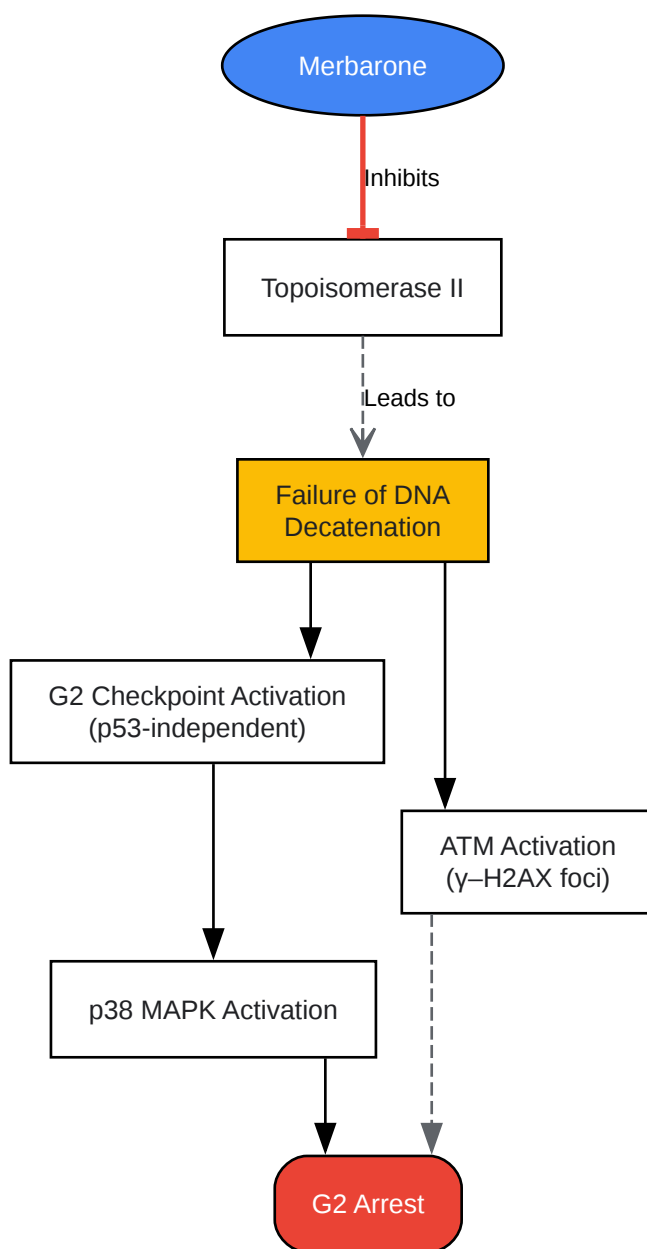 Merbarone
Inhibits
Topoisomerase II
Leads to
Failure of DNA
Decatenation
G2 Checkpoint Activation
(p53-independent)
ATM Activation
(γ–H2AX foci)
p38 MAPK Activation
G2 Arrest